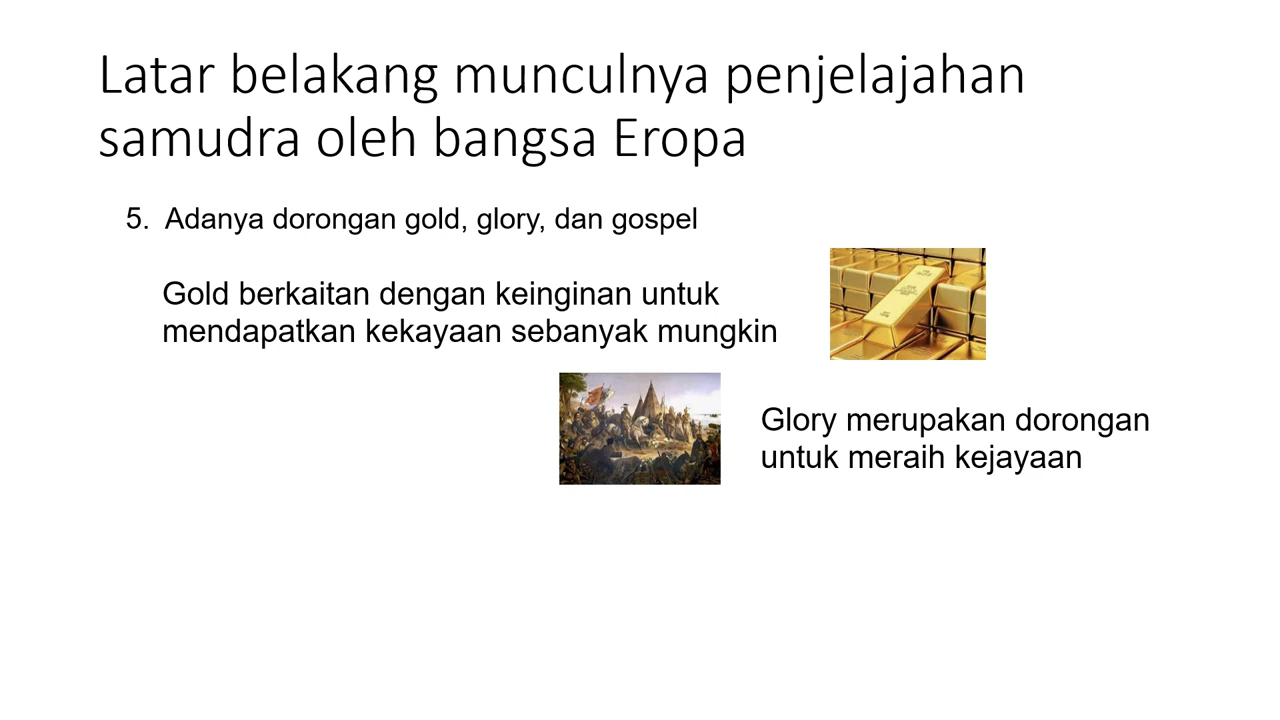 Latar belakang munculnya penjelajahan
samudra oleh bangsa Eropa
5. Adanya dorongan gold, glory, dan gospel
Gold berkaitan dengan keinginan untuk
mendapatkan kekayaan sebanyak mungkin
Glory merupakan dorongan
untuk meraih kejayaan